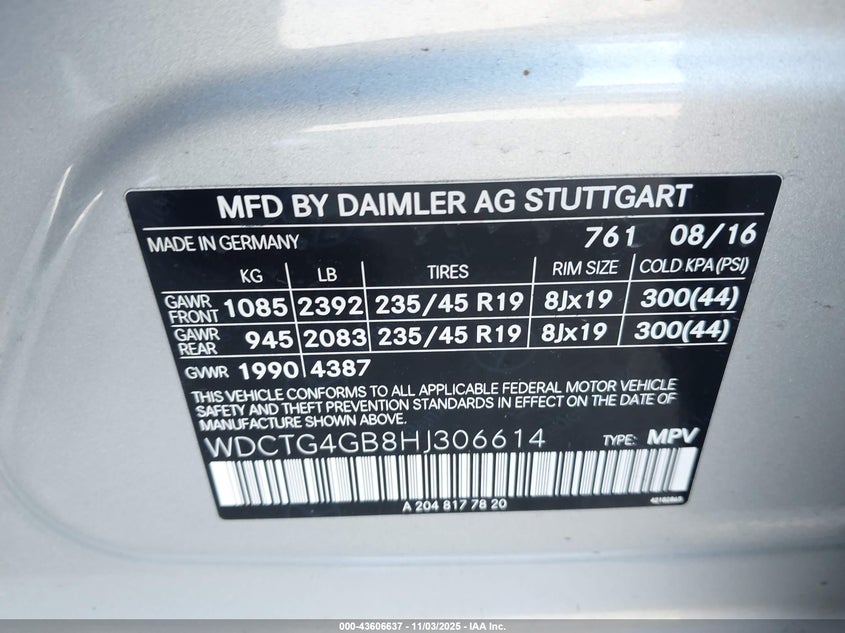 MFD BY DAIMLER AG STUTTGART
MADE IN GERMANY 761 08/16
KG LB TIRES RIM SIZE COLD KPA(PSI)
GAWR FRONT 1085 2392 235/45 R19 8Jx19 300(44)
GAWR REAR 945 2083 235/45 R19 8Jx19 300(44)
GVWR 1990 4387
THIS VEHICLE CONFORMS TO ALL APPLICABLE FEDERAL MOTOR VEHICLE
SAFETY AND THEFT PREVENTION STANDARDS IN EFFECT ON THE DATE OF
MANUFACTURE SHOWN ABOVE.
WDCTG4GB8HJ306614 TYPE: MPV
A 204 817 78 20
000-43606637 - 11/03/2025 - IAA Inc.